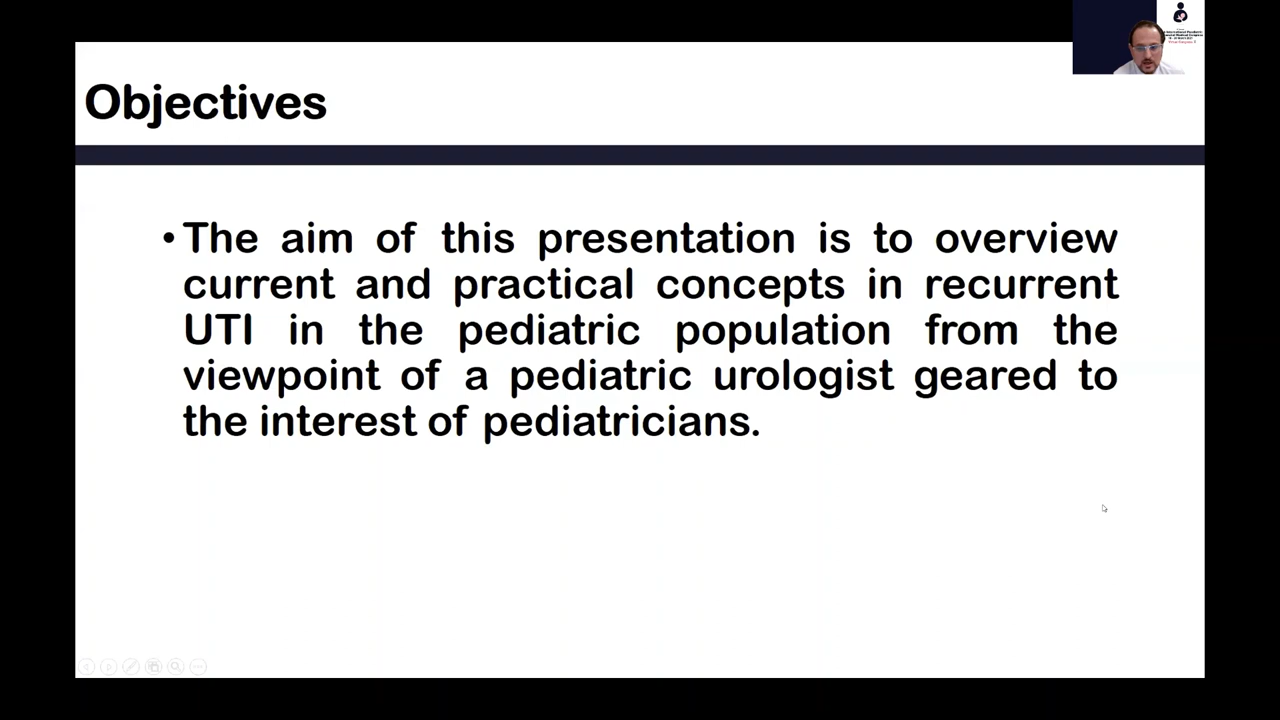 Objectives
• The aim of this presentation is to overview
current and practical concepts in recurrent
UTI in the pediatric population from the
viewpoint of a pediatric urologist geared to
the interest of pediatricians.